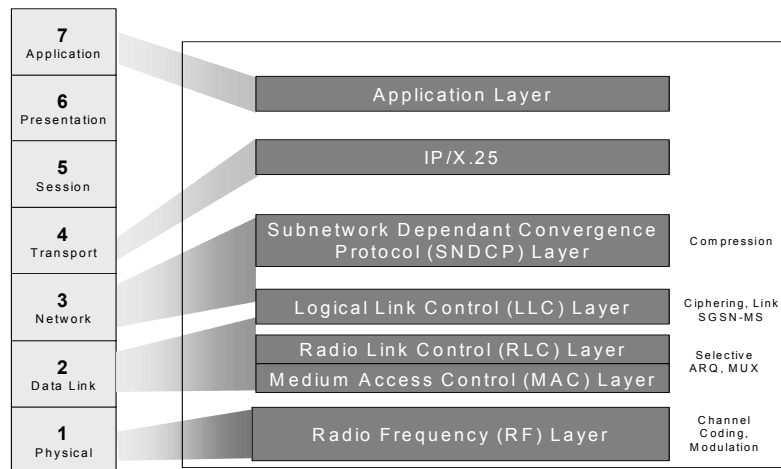 7
Application
6
Presentation
5
Session
4
Transport
3
Network
2
Data Link
1
Physical
Application Layer
IP/X.25
Subnetwork Dependant Convergence
Protocol (SNDCP) Layer
Compression
Logical Link Control (LLC) Layer
Ciphering, Link
SGSN-MS
Radio Link Control (RLC) Layer
Medium Access Control (MAC) Layer
Selective
ARQ, MUX
Radio Frequency (RF) Layer
Channel
Coding,
Modulation